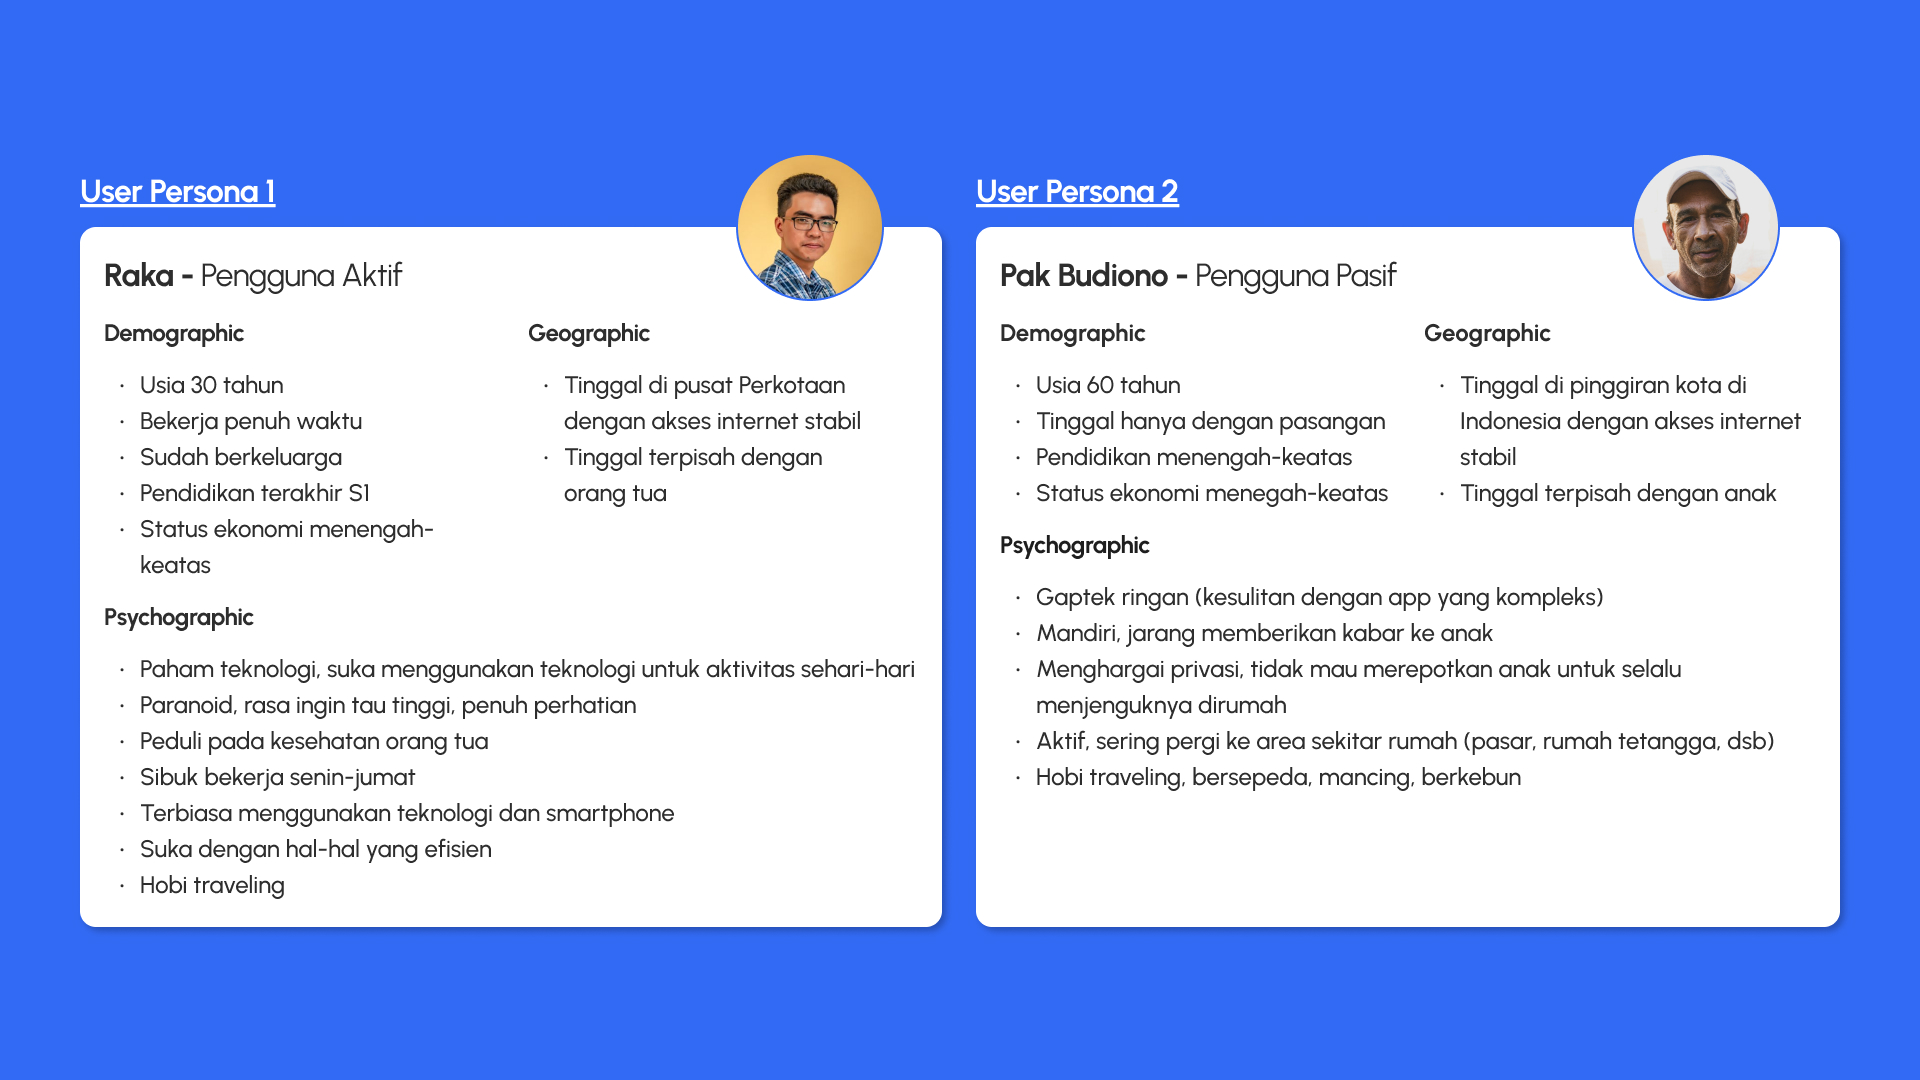 User Persona 1
Raka - Pengguna Aktif
Demographic
· Usia 30 tahun
· Bekerja penuh waktu
· Sudah berkeluarga
· Pendidikan terakhir S1
· Status ekonomi menengah-
keatas
Geographic
· Tinggal di pusat Perkotaan
dengan akses internet stabil
· Tinggal terpisah dengan
orang tua
Psychographic
· Paham teknologi, suka menggunakan teknologi untuk aktivitas sehari-hari
· Paranoid, rasa ingin tau tinggi, penuh perhatian
· Peduli pada kesehatan orang tua
· Sibuk bekerja senin-jumat
· Terbiasa menggunakan teknologi dan smartphone
· Suka dengan hal-hal yang efisien
· Hobi traveling
User Persona 2
Pak Budiono - Pengguna Pasif
Demographic
· Usia 60 tahun
· Tinggal hanya dengan pasangan
· Pendidikan menengah-keatas
· Status ekonomi menegah-keatas
Geographic
· Tinggal di pinggiran kota di
Indonesia dengan akses internet
stabil
· Tinggal terpisah dengan anak
Psychographic
· Gaptek ringan (kesulitan dengan app yang kompleks)
· Mandiri, jarang memberikan kabar ke anak
· Menghargai privasi, tidak mau merepotkan anak untuk selalu
menjenguknya dirumah
· Aktif, sering pergi ke area sekitar rumah (pasar, rumah tetangga, dsb)
· Hobi traveling, bersepeda, mancing, berkebun